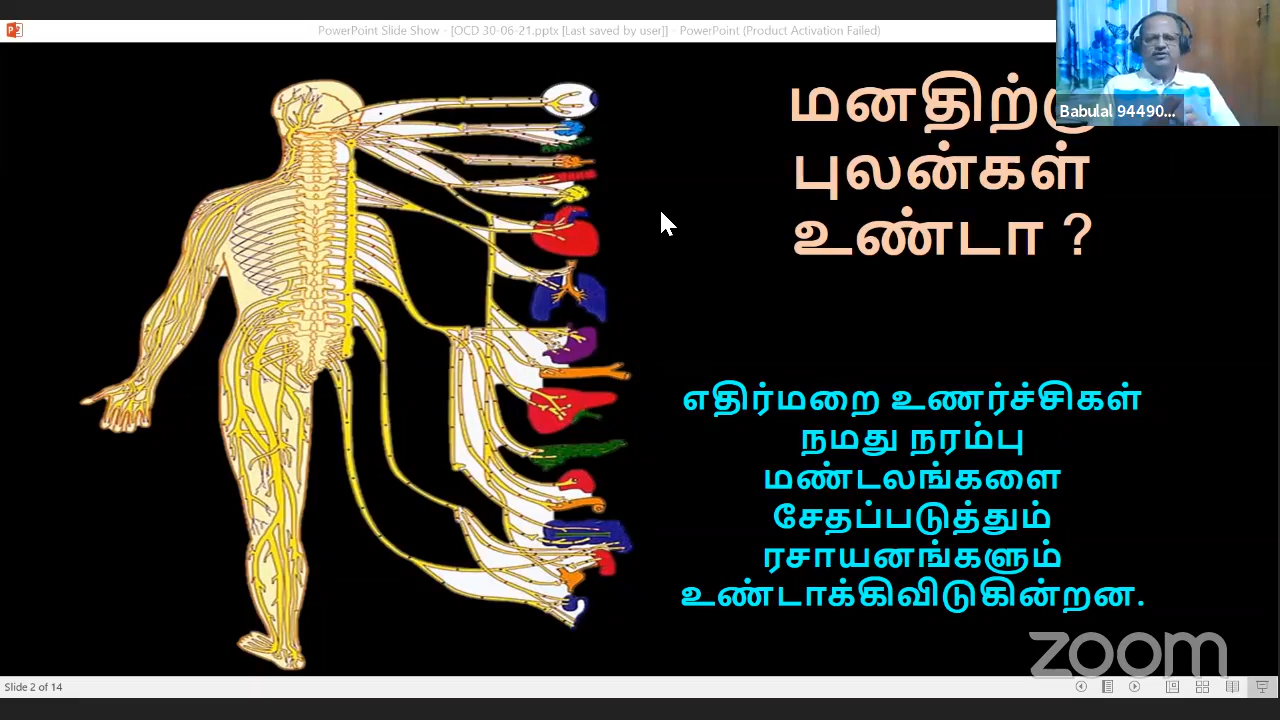 PowerPoint Slide Show - [OCD 30-06-21.pptx [Last saved by user]] - PowerPoint (Product Activation Failed)
Babulal 94490...
புலன்கள்
உண்டா ?
எதிர்மறை உணர்ச்சிகள்
நமது நரம்பு
மண்டலங்களை
சேதப்படுத்தும்
ரசாயனங்களும்
உண்டாக்கிவிடுகின்றன.
zoom
Slide 2 of 14